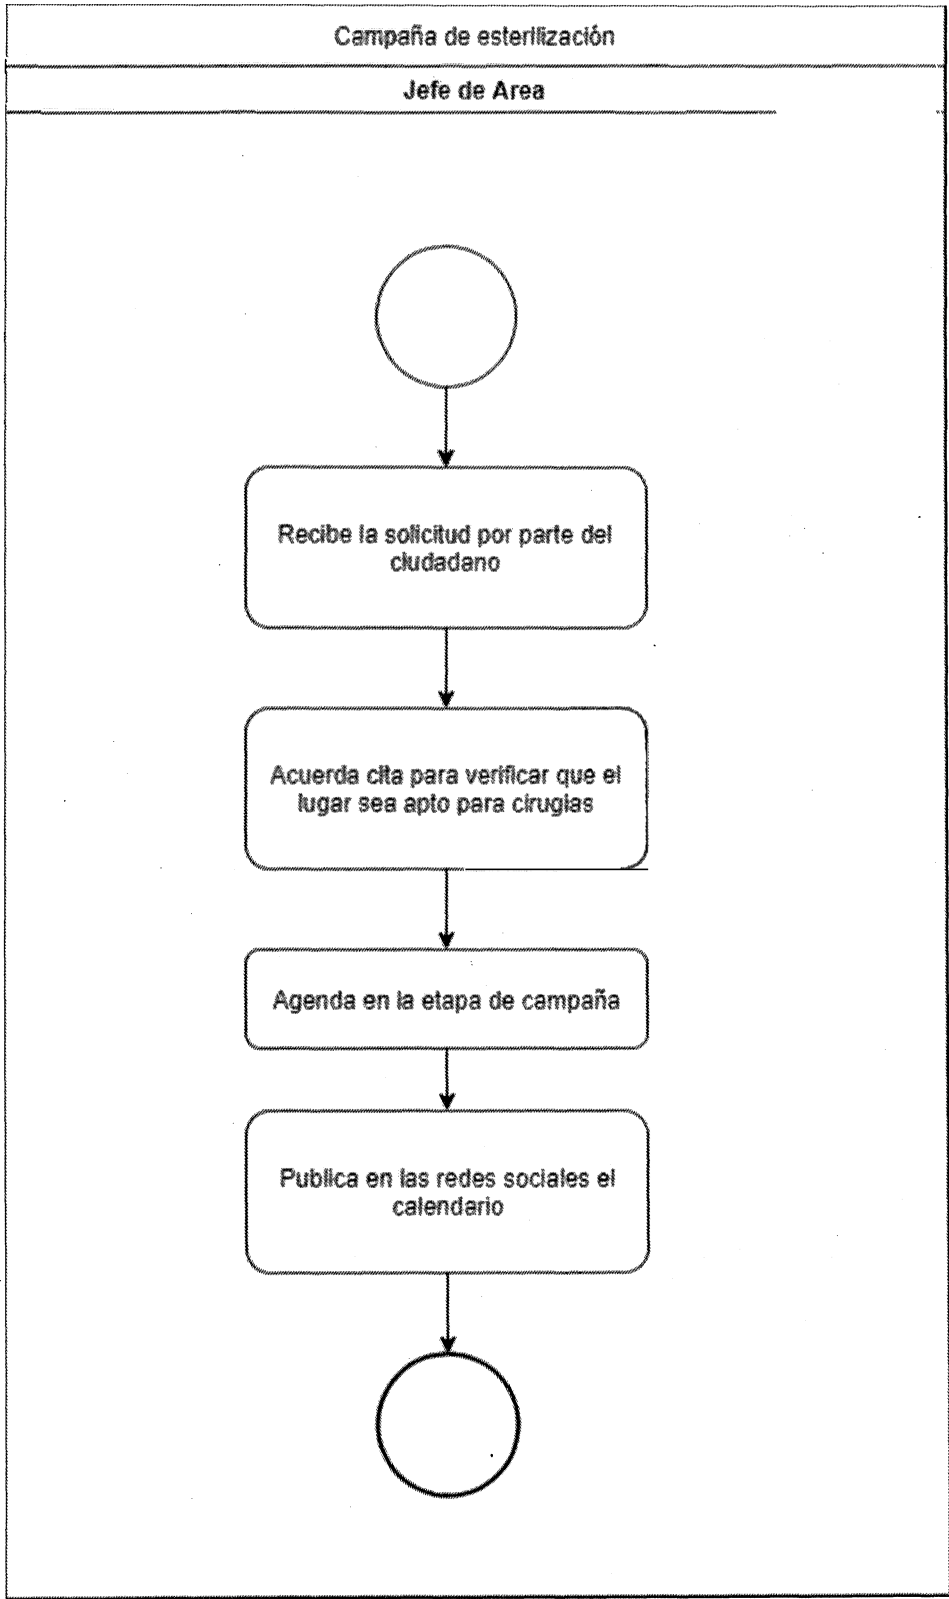 Campaña de esterilización
Jefe de Area
Recibe la solicitud por parte del
ciudadano
Acuerda cita para verificar que el
lugar sea apto para cirugias
Agenda en la etapa de campaña
Publica en las redes sociales el
calendario